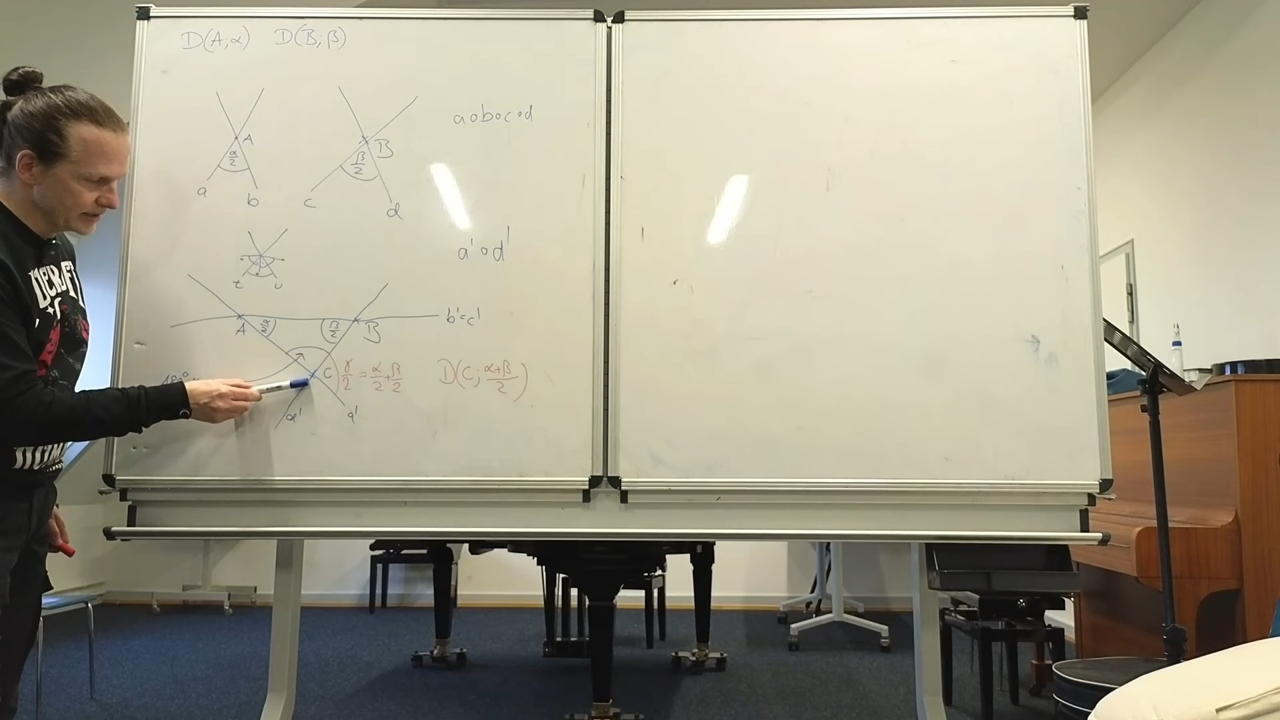 D(A,α) D(B,β)
A
α/2
a b
B
β/2
c d
a∘b∘c∘d
t u
a'∘d'
A α/2 β/2 B b'=c'
C γ/2 = α/2 + β/2 D(C; α+β/2)
d' a'